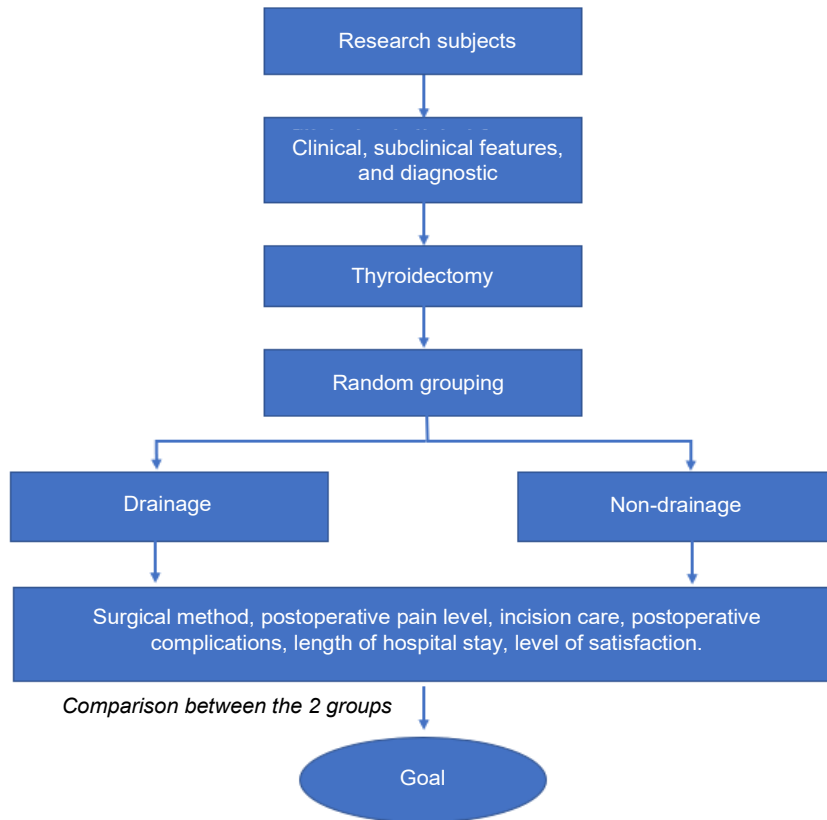 Research subjects
Clinical, subclinical features,
and diagnostic
Thyroidectomy
Random grouping
Drainage
Non-drainage
Surgical method, postoperative pain level, incision care, postoperative
complications, length of hospital stay, level of satisfaction.
Comparison between the 2 groups
Goal